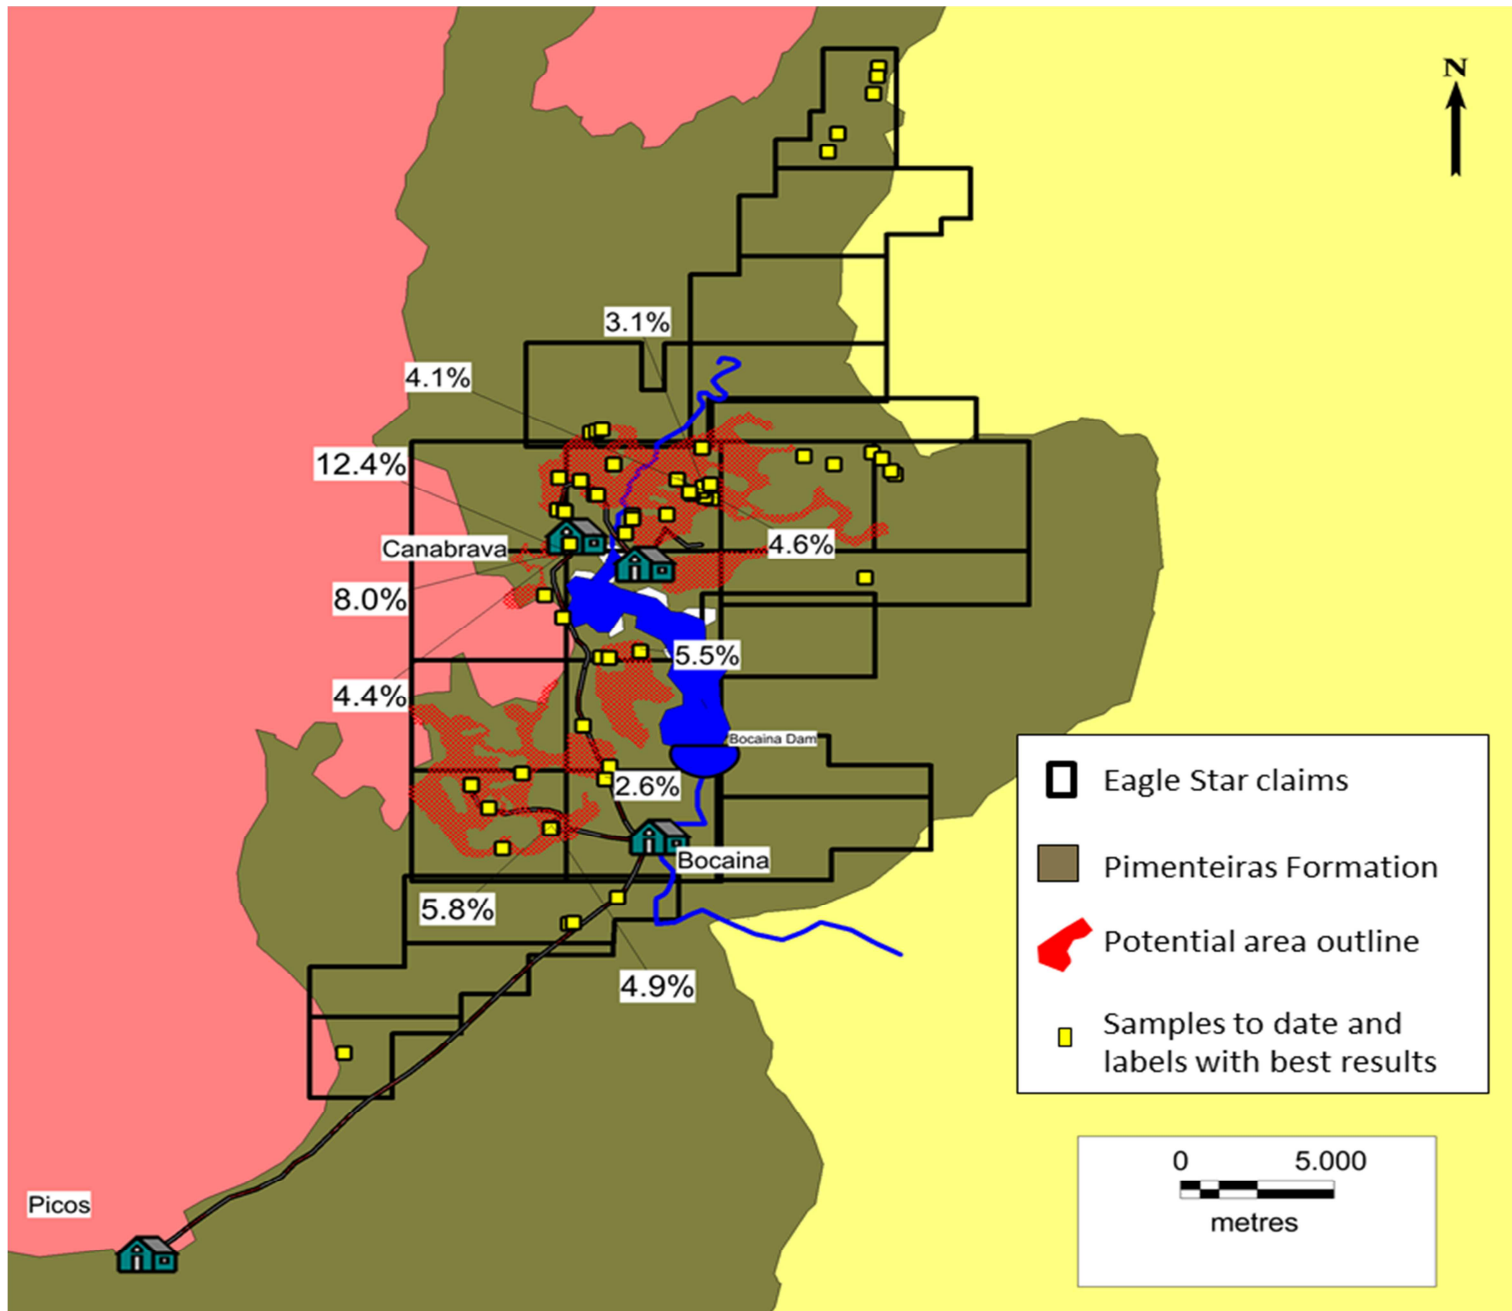 N
3.1%
4.1%
12.4%
Canabrava
4.6%
8.0%
5.5%
4.4%
Bocaina Dam
2.6%
Bocaina
5.8%
4.9%
Picos
Eagle Star claims
Pimenteiras Formation
Potential area outline
Samples to date and
labels with best results
0 5.000
metres